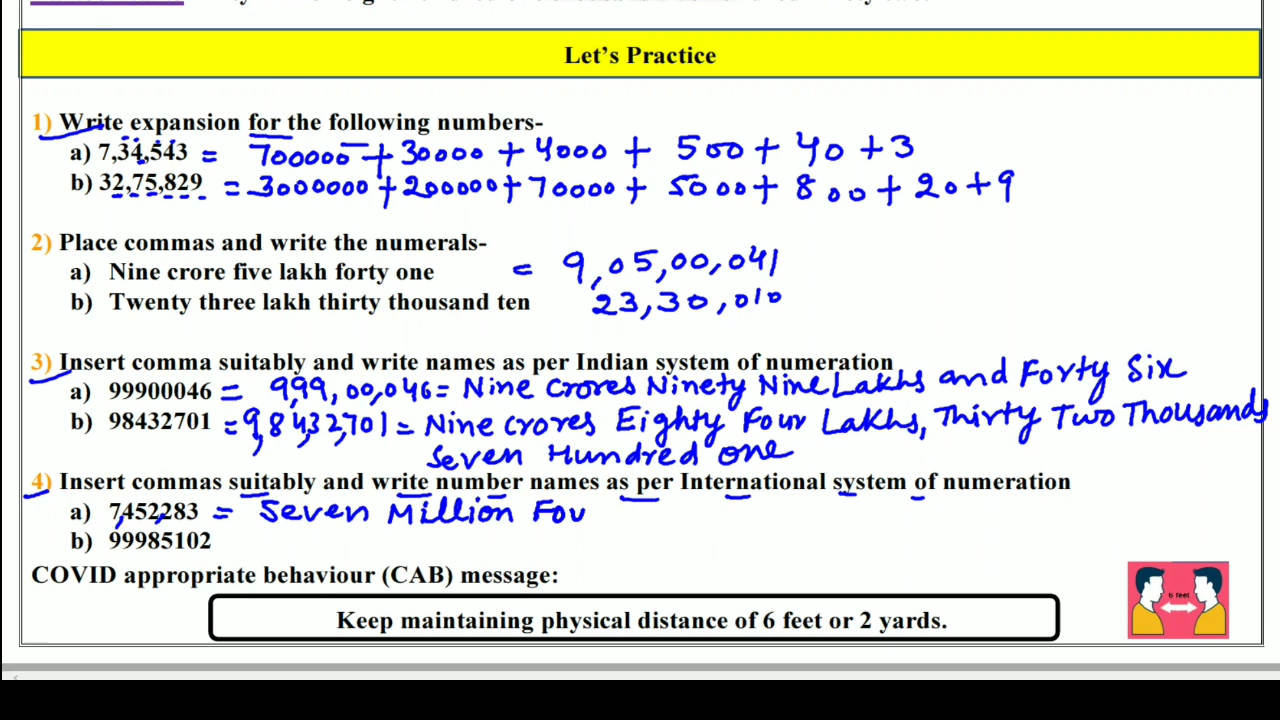 Let's Practice
1) Write expansion for the following numbers-
a) 7,34,543 = 700000 + 30000 + 4000 + 500 + 40 + 3
b) 32,75,829 = 3000000 + 200000 + 70000 + 5000 + 800 + 20 + 9
2) Place commas and write the numerals-
a) Nine crore five lakh forty one = 9,05,00,041
b) Twenty three lakh thirty thousand ten 23,30,010
3) Insert comma suitably and write names as per Indian system of numeration
a) 99900046 = 9,99,00,046 = Nine Crores Ninety Nine Lakhs and Forty Six
b) 98432701 = 9,84,32,701 = Nine crores Eighty Four Lakhs, Thirty Two Thousands
Seven Hundred one
4) Insert commas suitably and write number names as per International system of numeration
a) 7,452,283 = Seven Million Fou
b) 99985102
COVID appropriate behaviour (CAB) message:
6 feet
Keep maintaining physical distance of 6 feet or 2 yards.